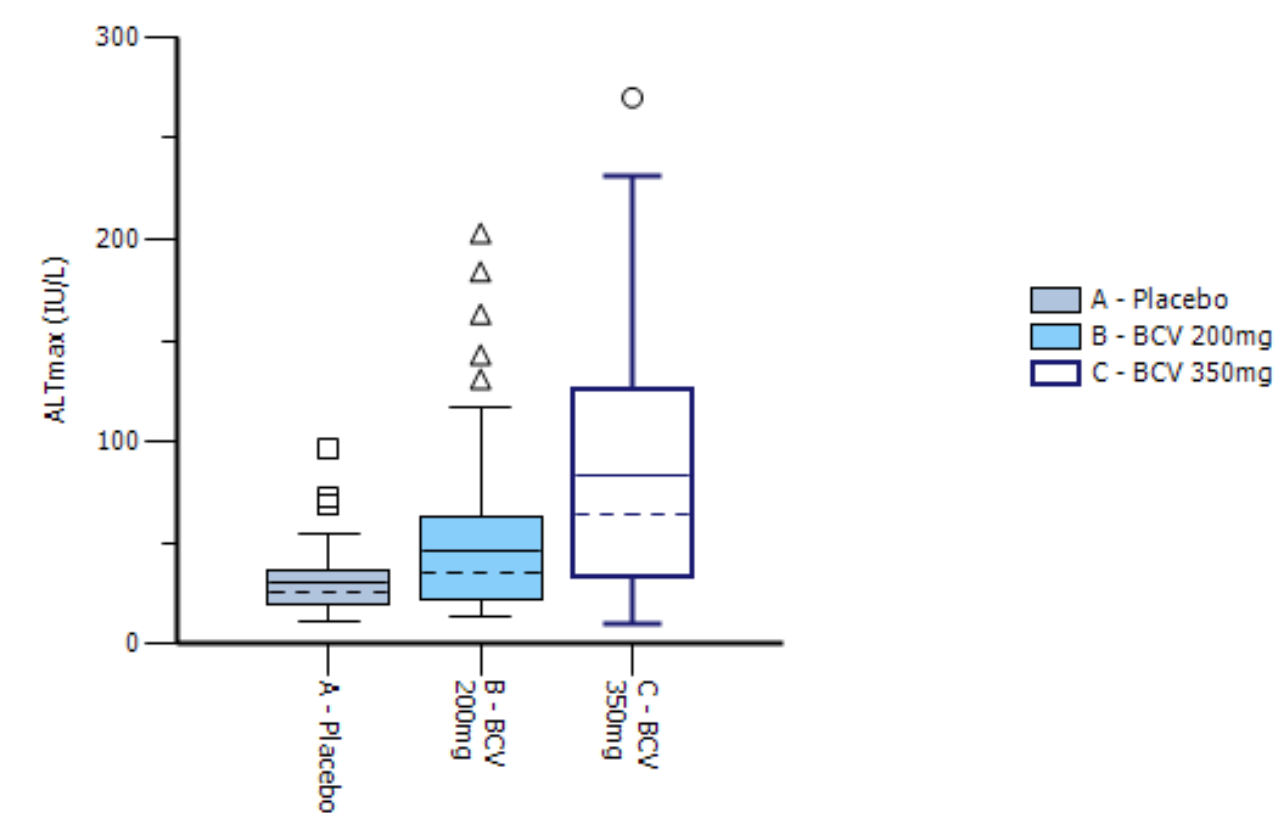 300
200
100
0
ALTmax (IU/L)
A - Placebo
B - BCV
200mg
C - BCV
350mg
A - Placebo
B - BCV 200mg
C - BCV 350mg